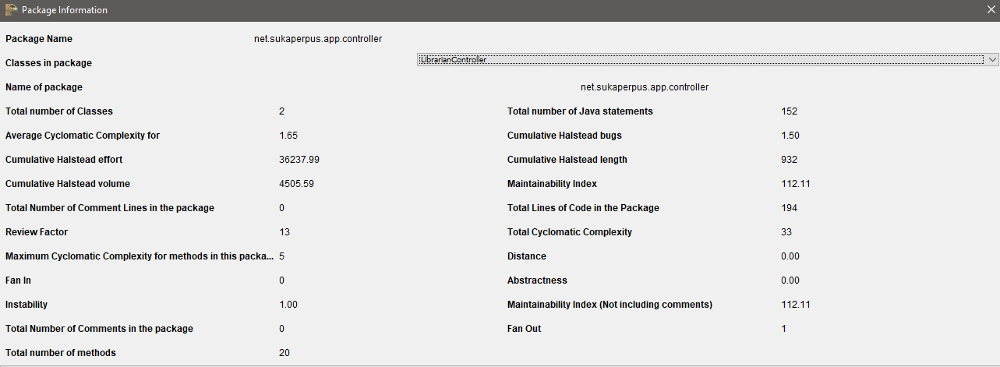 Package Information
Package Name net.sukaperpus.app.controller
Classes in package LibrarianController
Name of package net.sukaperpus.app.controller
Total number of Classes 2 Total number of Java statements 152
Average Cyclomatic Complexity for 1.65 Cumulative Halstead bugs 1.50
Cumulative Halstead effort 36237.99 Cumulative Halstead length 932
Cumulative Halstead volume 4505.59 Maintainability Index 112.11
Total Number of Comment Lines in the package 0 Total Lines of Code in the Package 194
Review Factor 13 Total Cyclomatic Complexity 33
Maximum Cyclomatic Complexity for methods in this packa... 5 Distance 0.00
Fan In 0 Abstractness 0.00
Instability 1.00 Maintainability Index (Not including comments) 112.11
Total Number of Comments in the package 0 Fan Out 1
Total number of methods 20